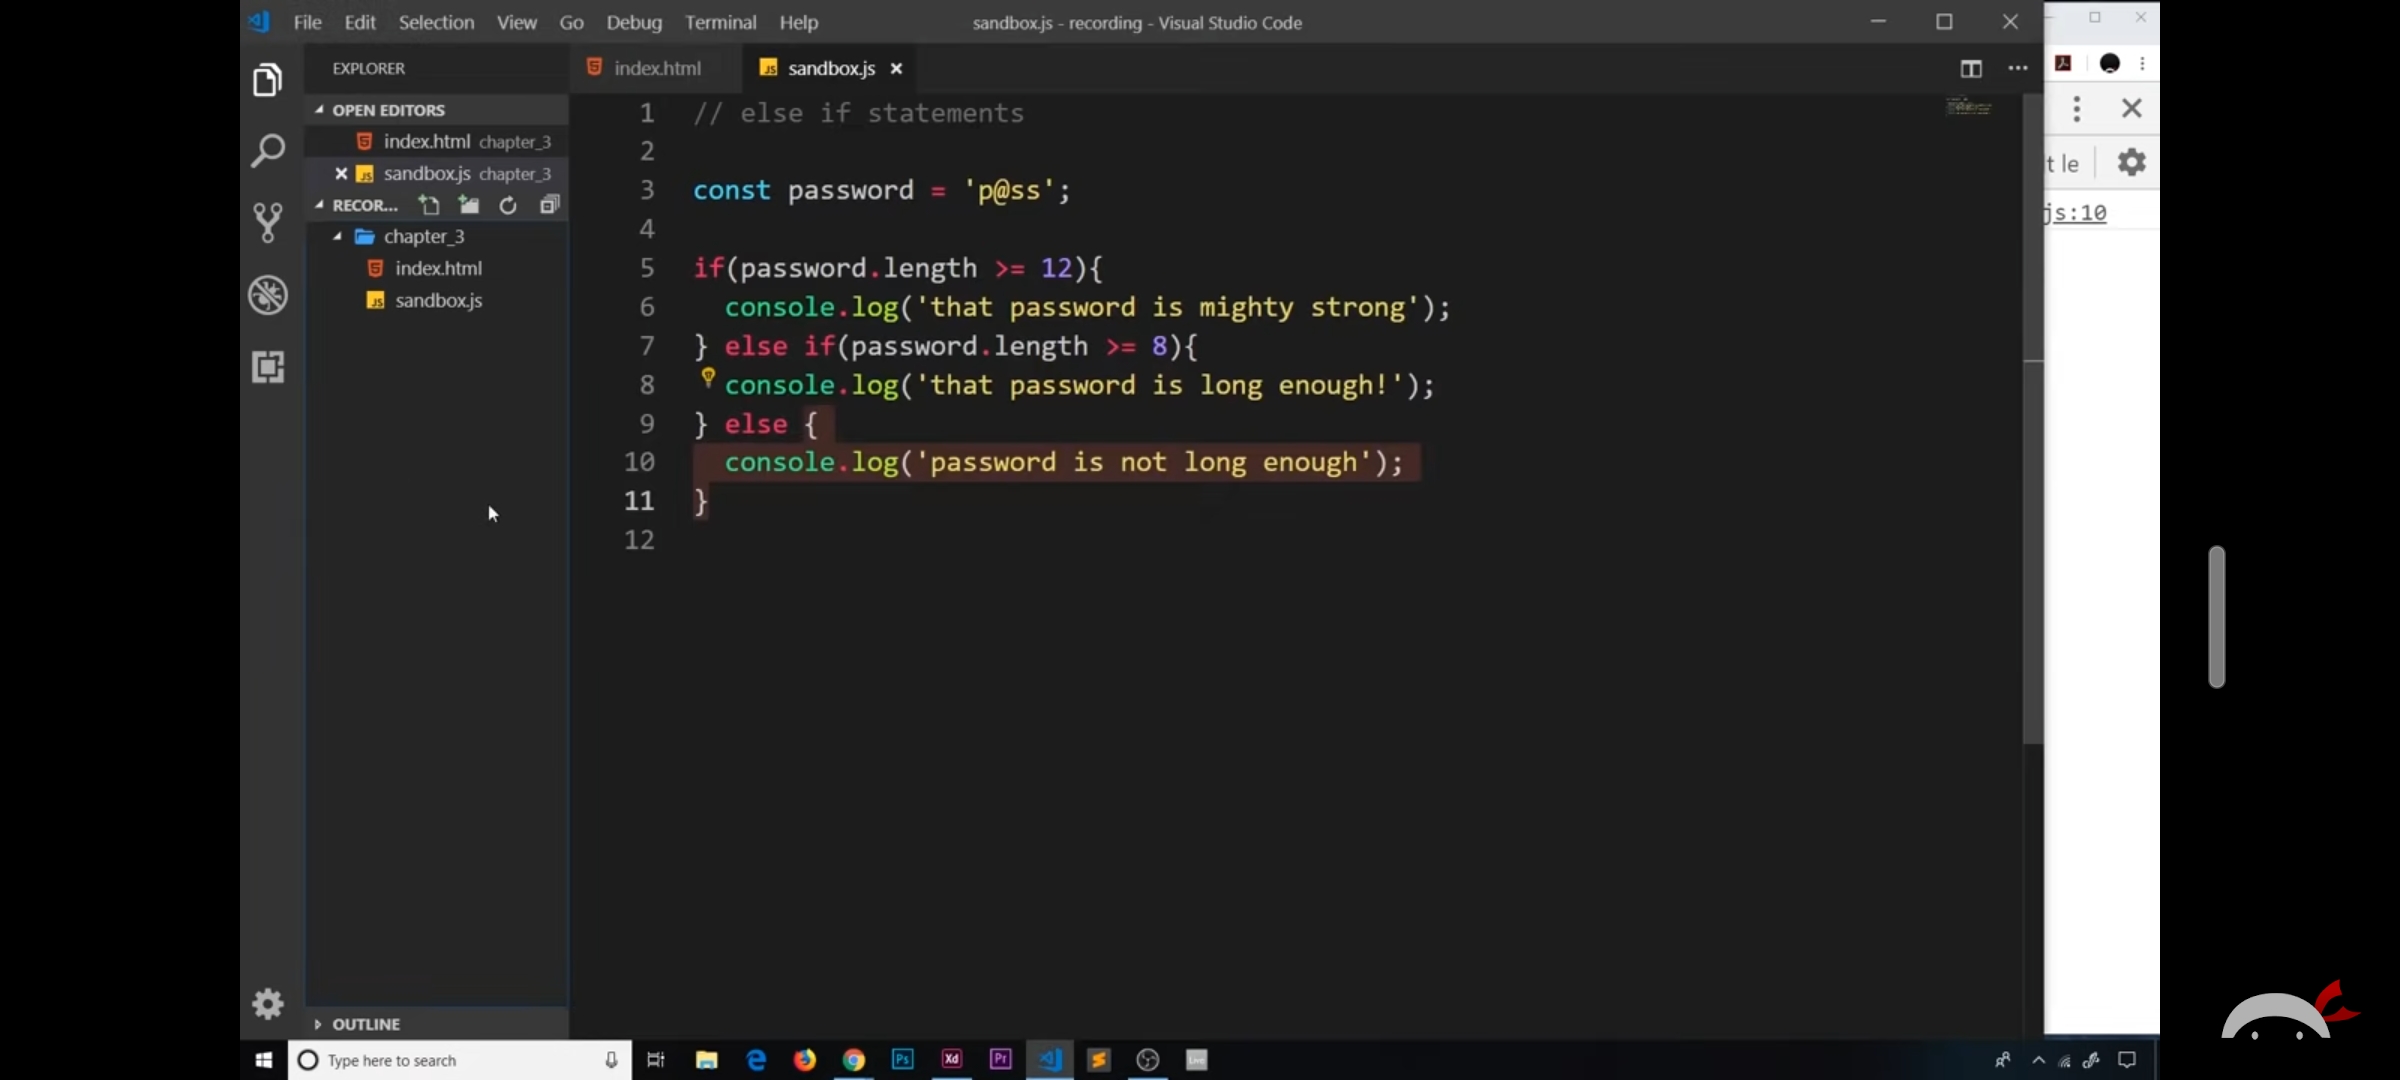 File Edit Selection View Go Debug Terminal Help
sandbox.js - recording - Visual Studio Code
EXPLORER
OPEN EDITORS
index.html chapter_3
sandbox.js chapter_3
RECOR...
chapter_3
index.html
sandbox.js
OUTLINE
index.html sandbox.js
1 // else if statements
2
3 const password = 'p@ss';
4
5 if(password.length >= 12){
6 console.log('that password is mighty strong');
7 } else if(password.length >= 8){
8 console.log('that password is long enough!');
9 } else {
10 console.log('password is not long enough');
11 }
12
t le
js:10
Type here to search
Ps
Xd
Pr
Live